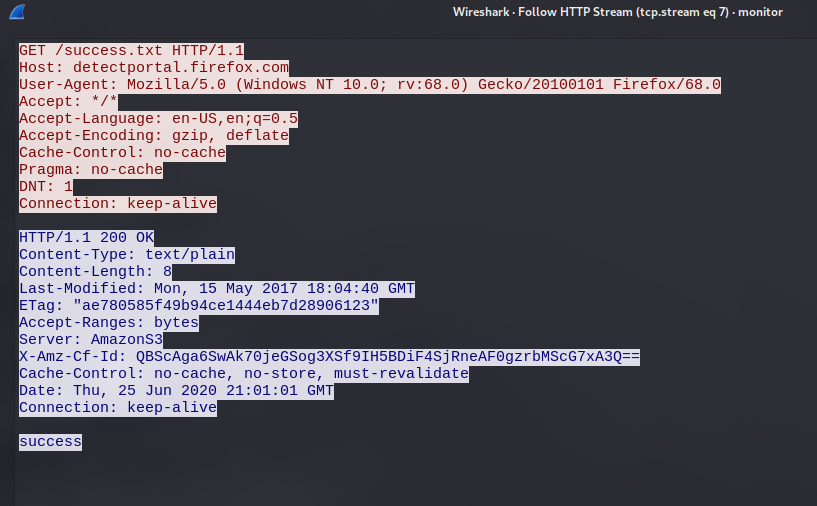 Wireshark · Follow HTTP Stream (tcp.stream eq 7) · monitor
GET /success.txt HTTP/1.1
Host: detectportal.firefox.com
User-Agent: Mozilla/5.0 (Windows NT 10.0; rv:68.0) Gecko/20100101 Firefox/68.0
Accept: */*
Accept-Language: en-US,en;q=0.5
Accept-Encoding: gzip, deflate
Cache-Control: no-cache
Pragma: no-cache
DNT: 1
Connection: keep-alive
HTTP/1.1 200 OK
Content-Type: text/plain
Content-Length: 8
Last-Modified: Mon, 15 May 2017 18:04:40 GMT
ETag: "ae780585f49b94ce1444eb7d28906123"
Accept-Ranges: bytes
Server: AmazonS3
X-Amz-Cf-Id: QBScAga6SwAk70jeGSog3XSf9IH5BDiF4SjRneAF0gzrbMScG7xA3Q==
Cache-Control: no-cache, no-store, must-revalidate
Date: Thu, 25 Jun 2020 21:01:01 GMT
Connection: keep-alive
success